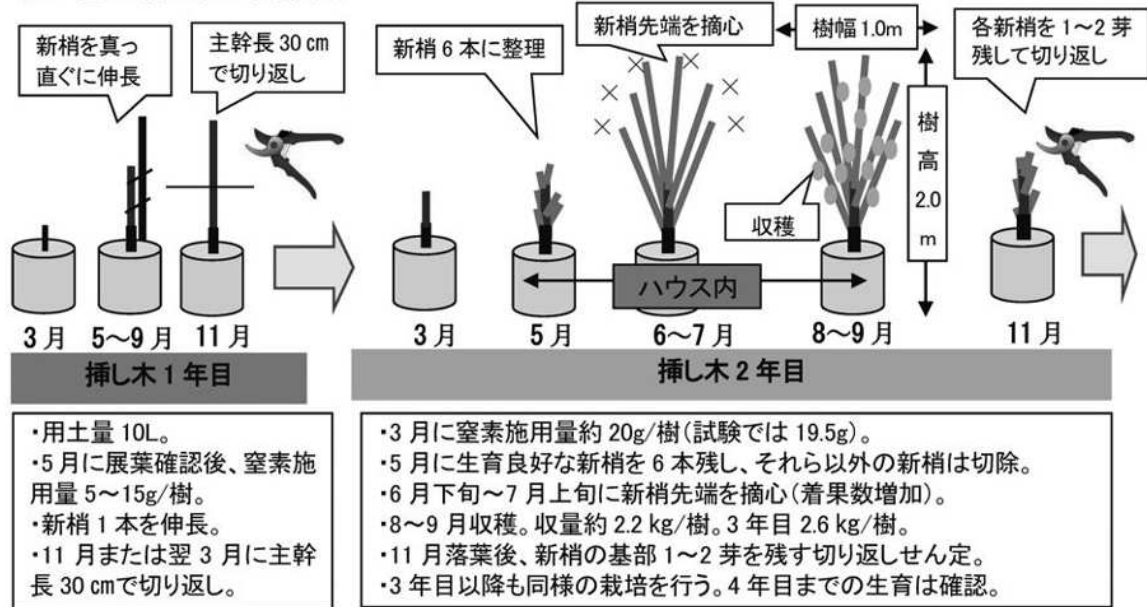 新梢を真っ
直ぐに伸長
主幹長 30 cm
で切り返し
新梢 6 本に整理
新梢先端を摘心
樹幅 1.0m
各新梢を 1～2 芽
残して切り返し
樹
高
2.0
m
収穫
ハウス内
3 月
5～9 月
11 月
3 月
5 月
6～7 月
8～9 月
11 月
挿し木 1 年目
挿し木 2 年目
・用土量 10L。
・5 月に展葉確認後、窒素施
用量 5～15g/樹。
・新梢 1 本を伸長。
・11 月または翌 3 月に主幹
長 30 cmで切り返し。
・3 月に窒素施用量約 20g/樹(試験では 19.5g)。
・5 月に生育良好な新梢を 6 本残し、それら以外の新梢は切除。
・6 月下旬～7 月上旬に新梢先端を摘心(着果数増加)。
・8～9 月収穫。収量約 2.2 kg/樹。3 年目 2.6 kg/樹。
・11 月落葉後、新梢の基部 1～2 芽を残す切り返しせん定。
・3 年目以降も同様の栽培を行う。4 年目までの生育は確認。